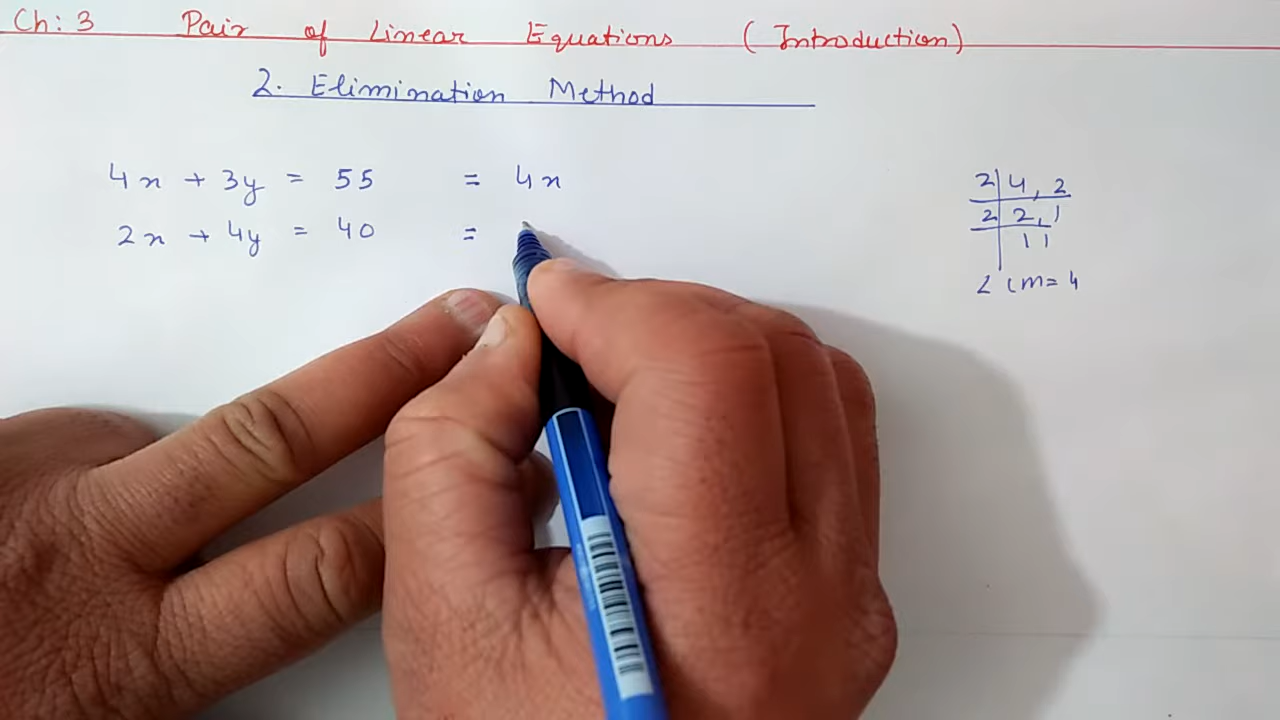 Ch: 3 Pair of Linear Equations (Introduction)
2. Elimination Method
4x + 3y = 55 = 4x
2x + 4y = 40 =
2 4, 2
2 2, 1
1 1
LCM = 4